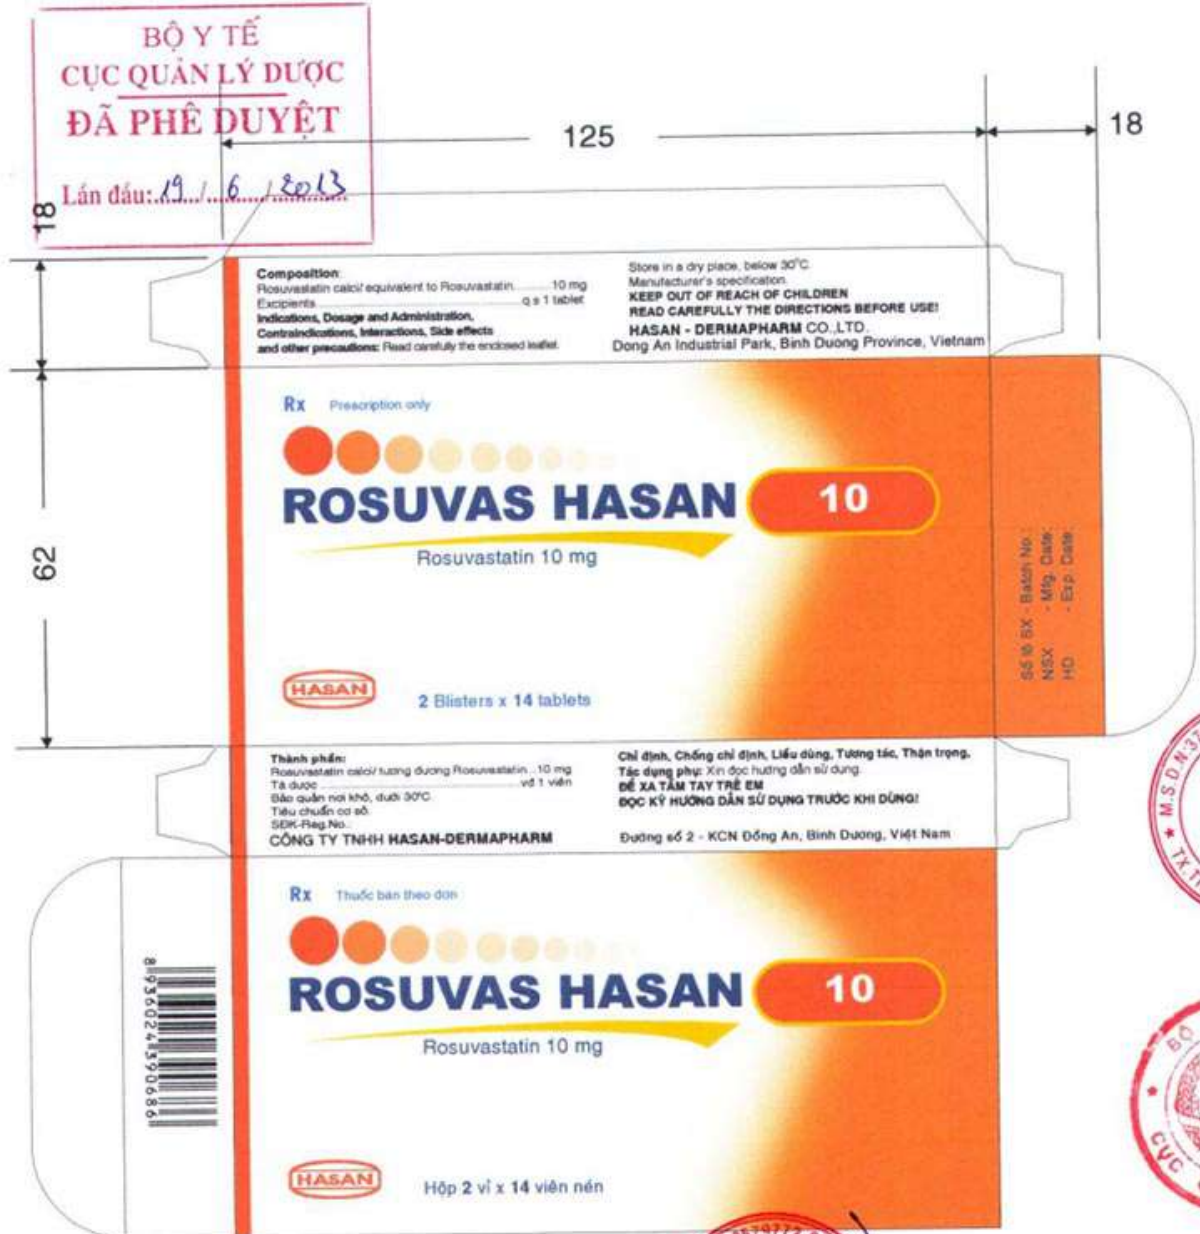 BỘ Y TẾ
CỤC QUẢN LÝ DƯỢC
ĐÃ PHÊ DUYỆT
Lần đầu: 19 / 6 / 2013
125
18
18
62
Composition:
Rosuvastatin calci/ equivalent to Rosuvastatin.........10 mg
Excipients.........q s 1 tablet
Indications, Dosage and Administration,
Contraindications, Interactions, Side effects
and other precautions: Read carefully the enclosed leaflet.
Store in a dry place, below 30°C.
Manufacturer's specification.
KEEP OUT OF REACH OF CHILDREN
READ CAREFULLY THE DIRECTIONS BEFORE USE!
HASAN - DERMAPHARM CO.,LTD.
Dong An Industrial Park, Binh Duong Province, Vietnam
Rx Prescription only
ROSUVAS HASAN 10
Rosuvastatin 10 mg
HASAN
2 Blisters x 14 tablets
Số lô SX - Batch No.:
NSX - Mfg. Date:
HD - Exp. Date:
Thành phần:
Rosuvastatin calci/ tương đương Rosuvastatin...10 mg
Tá dược.........vđ 1 viên
Bảo quản nơi khô, dưới 30°C.
Tiêu chuẩn cơ sở.
SĐK-Reg.No.:
CÔNG TY TNHH HASAN-DERMAPHARM
Chỉ định, Chống chỉ định, Liều dùng, Tương tác, Thận trọng,
Tác dụng phụ: Xin đọc hướng dẫn sử dụng.
ĐỂ XA TẦM TAY TRẺ EM
ĐỌC KỸ HƯỚNG DẪN SỬ DỤNG TRƯỚC KHI DÙNG!
Đường số 2 - KCN Đồng An, Bình Dương, Việt Nam
Rx Thuốc bán theo đơn
ROSUVAS HASAN 10
Rosuvastatin 10 mg
HASAN
Hộp 2 vỉ x 14 viên nén
8 936024 390686
★ M.S.D.N:37
BỘ
CỤC